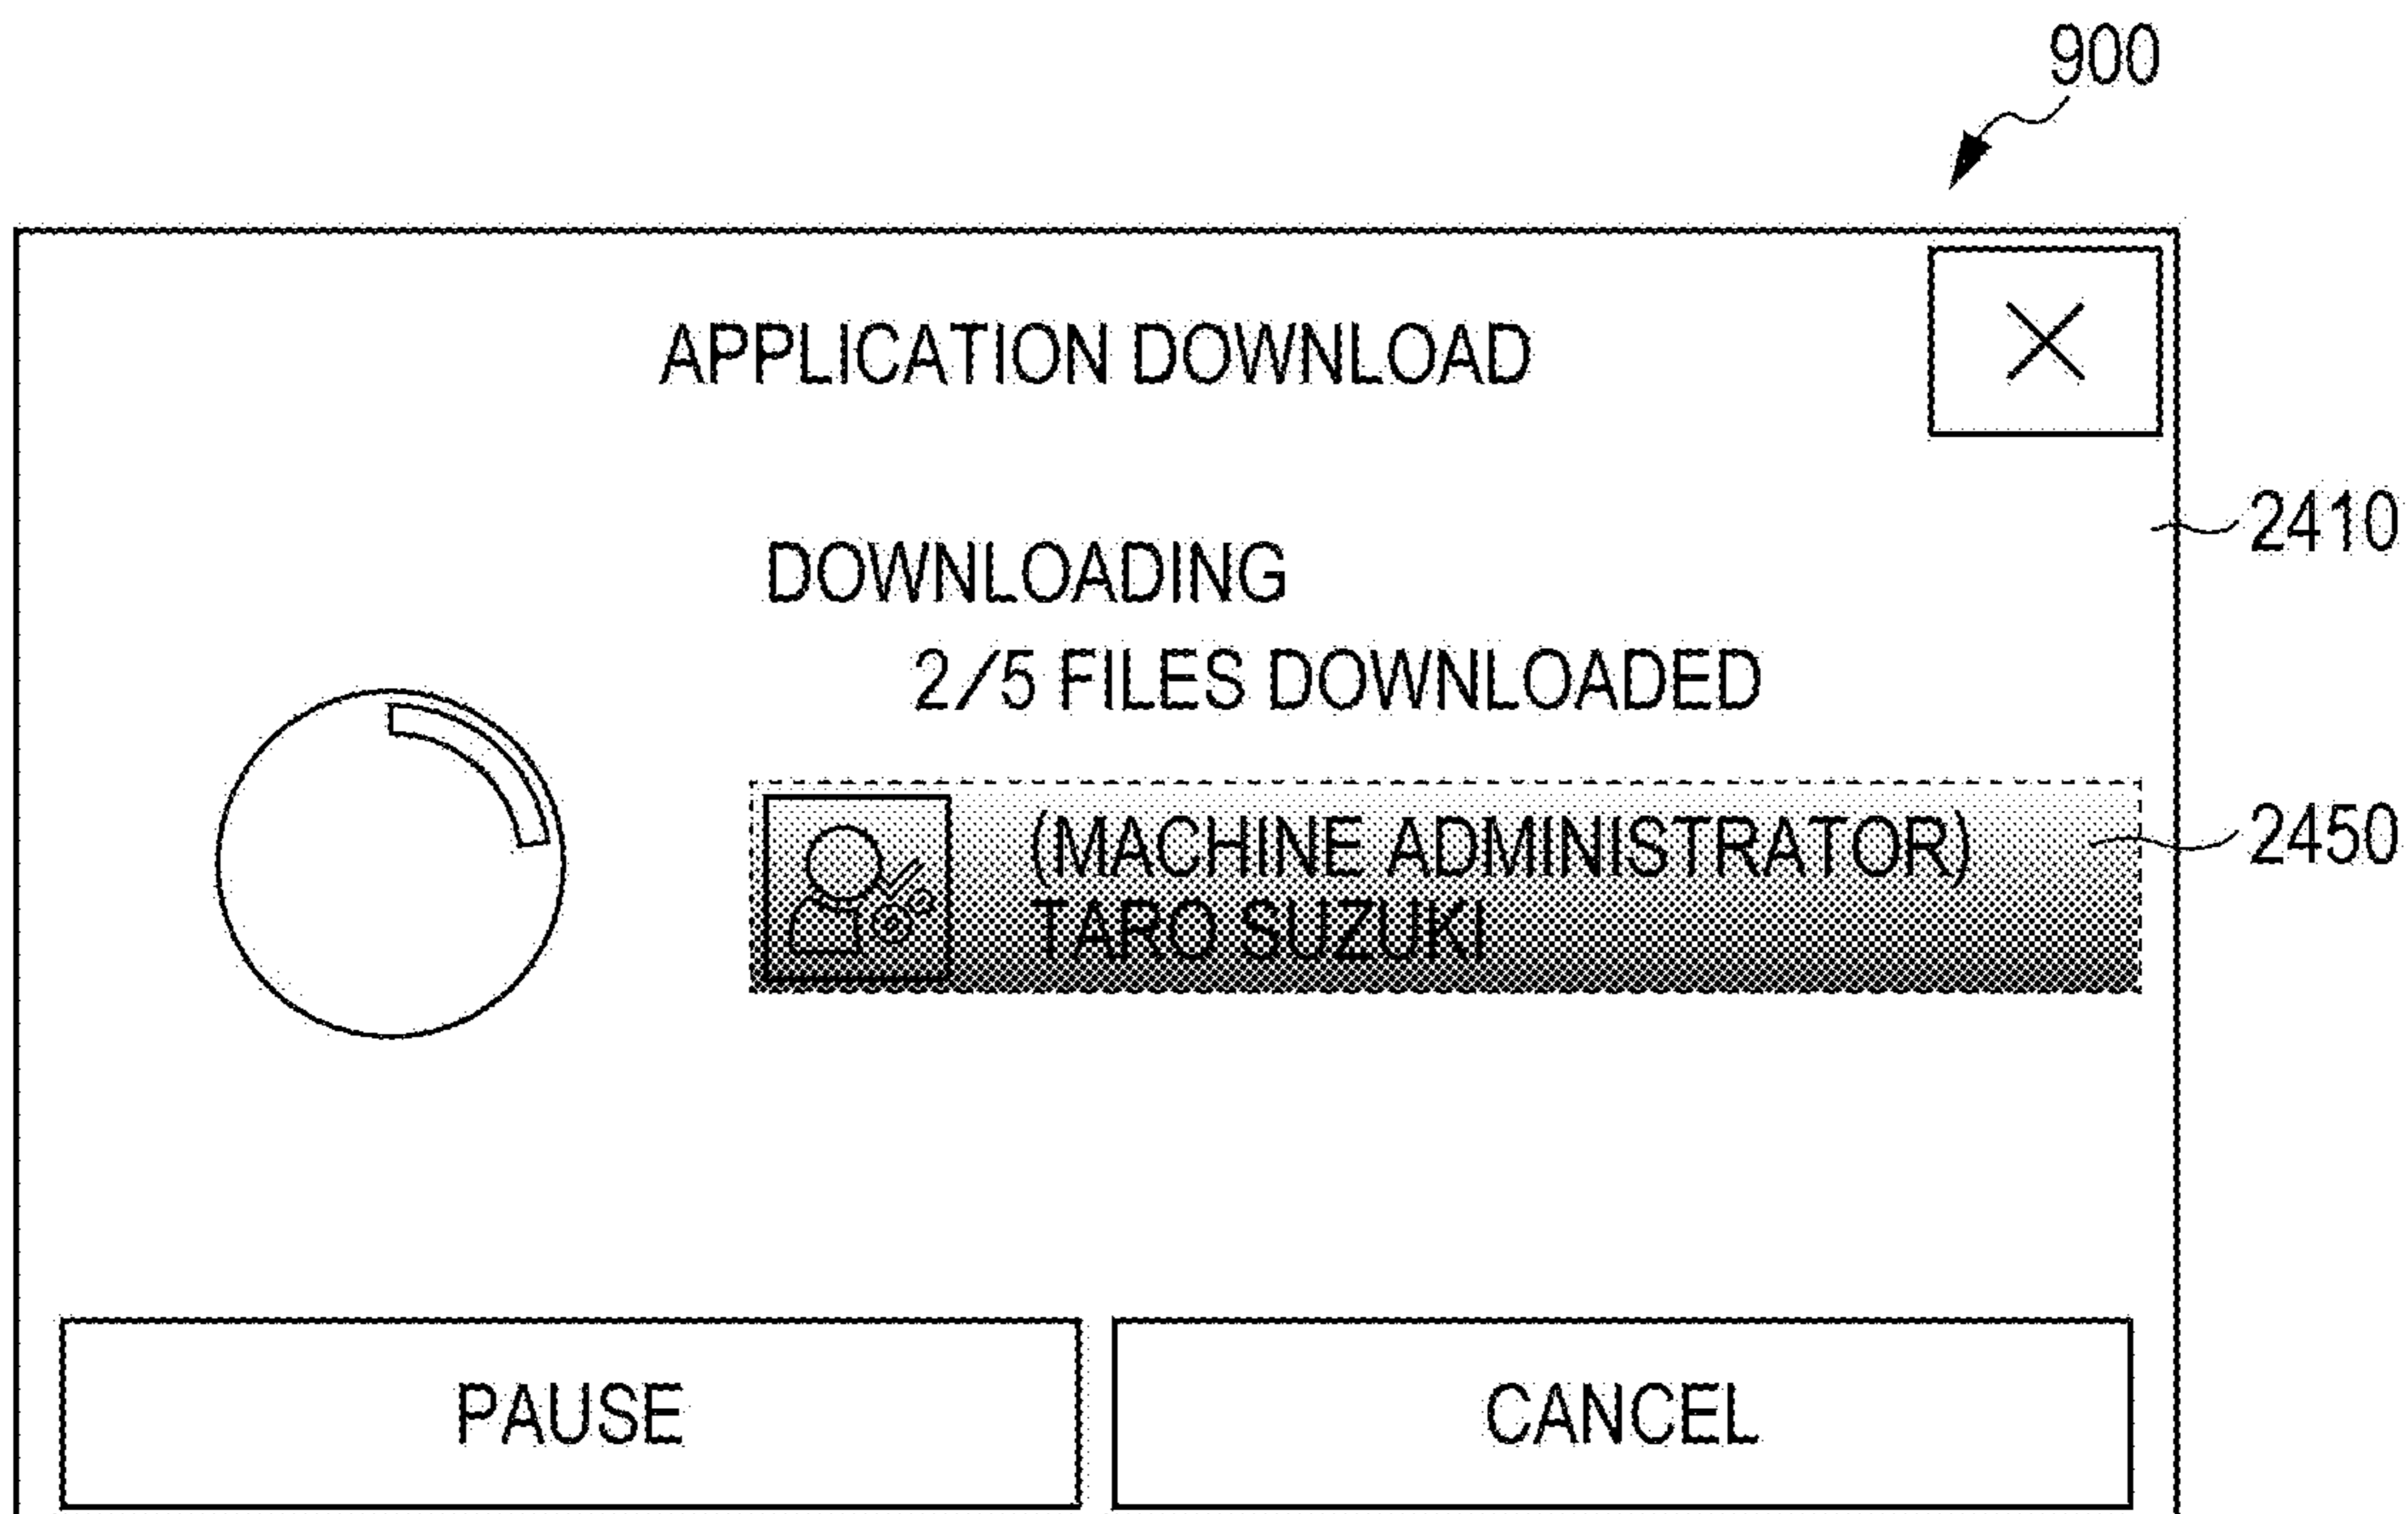 900
APPLICATION DOWNLOAD
2410
DOWNLOADING
2/5 FILES DOWNLOADED
(MACHINE ADMINISTRATOR)
2450
TARO SUZUKI
PAUSE
CANCEL